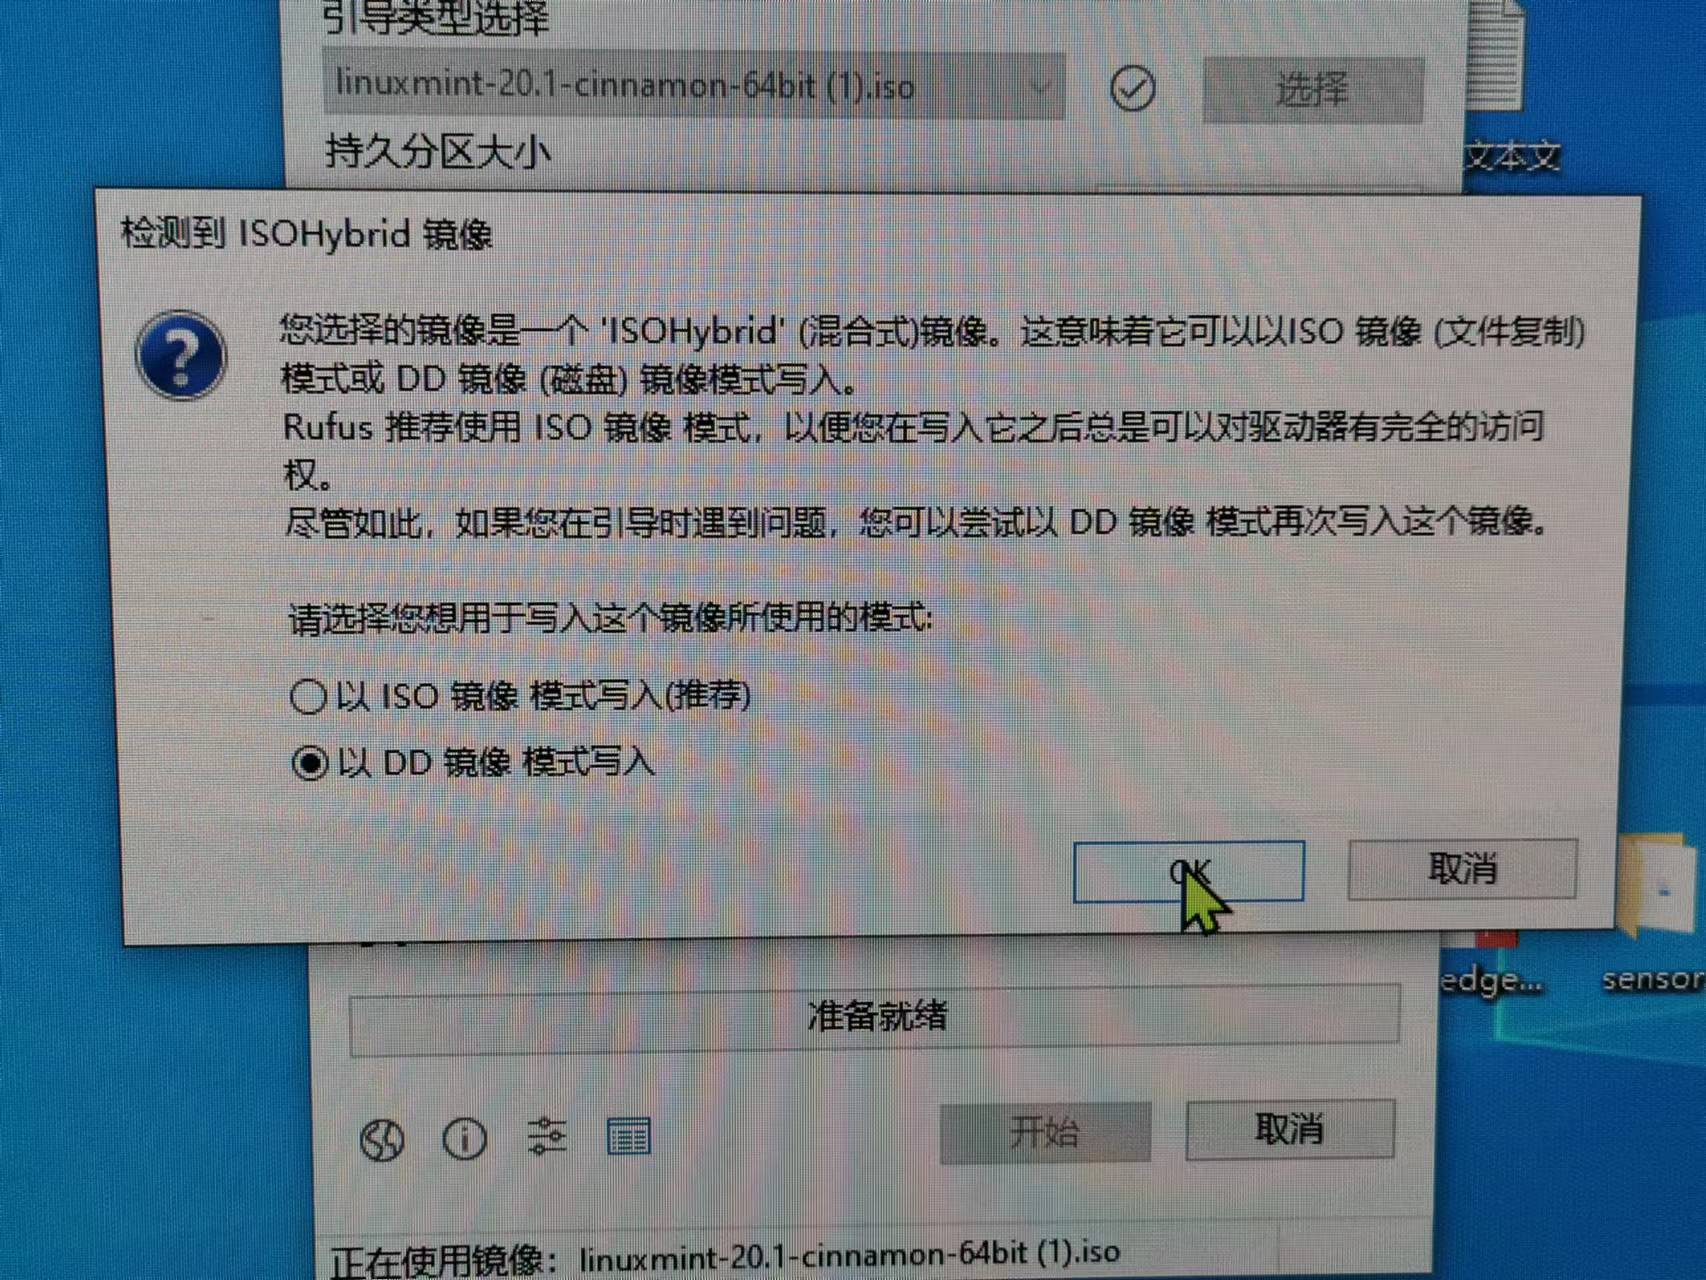 引导类型选择
linuxmint-20.1-cinnamon-64bit (1).iso
选择
持久分区大小
文本文
检测到 ISOHybrid 镜像
您选择的镜像是一个 'ISOHybrid' (混合式)镜像。这意味着它可以以ISO 镜像 (文件复制)
模式或 DD 镜像 (磁盘) 镜像模式写入。
Rufus 推荐使用 ISO 镜像 模式，以便您在写入它之后总是可以对驱动器有完全的访问
权。
尽管如此，如果您在引导时遇到问题，您可以尝试以 DD 镜像 模式再次写入这个镜像。
请选择您想用于写入这个镜像所使用的模式:
以 ISO 镜像 模式写入(推荐)
以 DD 镜像 模式写入
OK
取消
edge...
sensor
准备就绪
开始
取消
正在使用镜像： linuxmint-20.1-cinnamon-64bit (1).iso